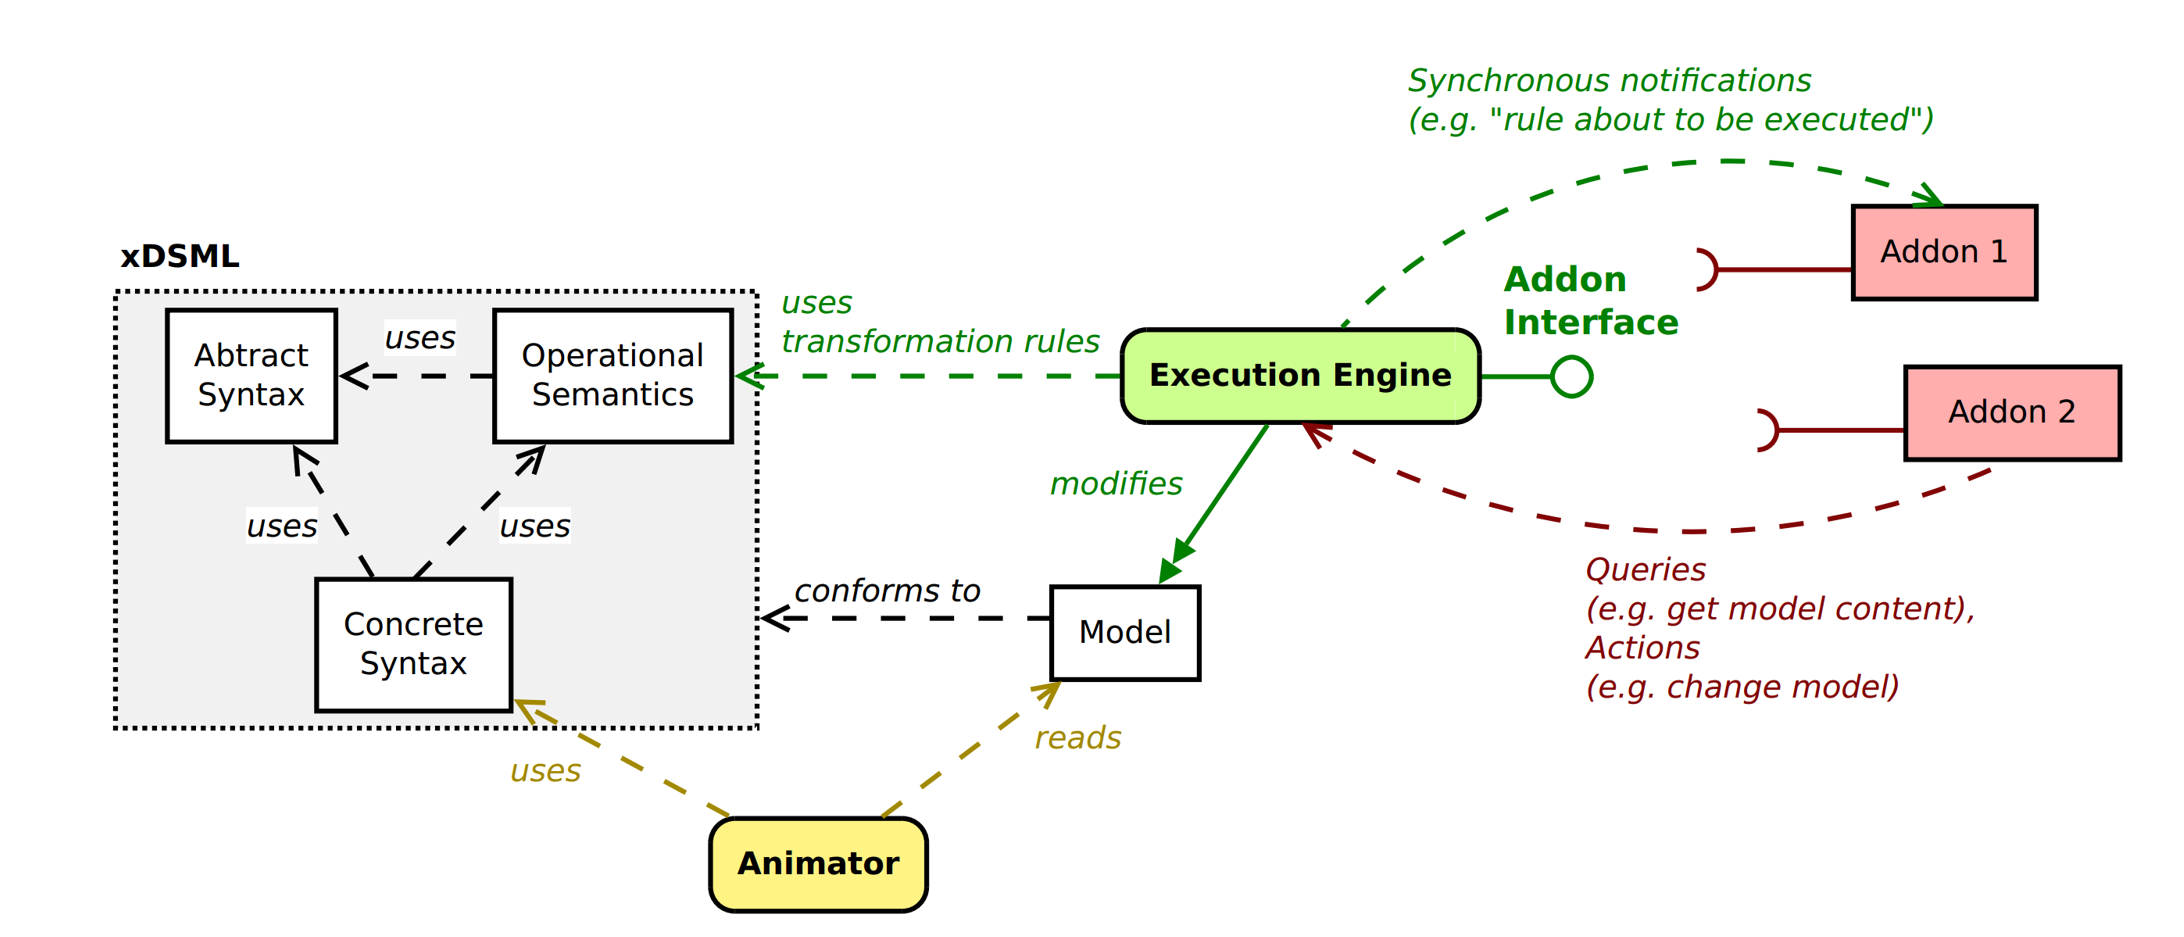 Synchronous notifications
(e.g. "rule about to be executed")
Addon 1
xDSML
Addon
Interface
uses
transformation rules
uses
Abtract
Syntax
Operational
Semantics
Execution Engine
Addon 2
modifies
uses
uses
conforms to
Queries
(e.g. get model content),
Actions
(e.g. change model)
Concrete
Syntax
Model
reads
uses
Animator